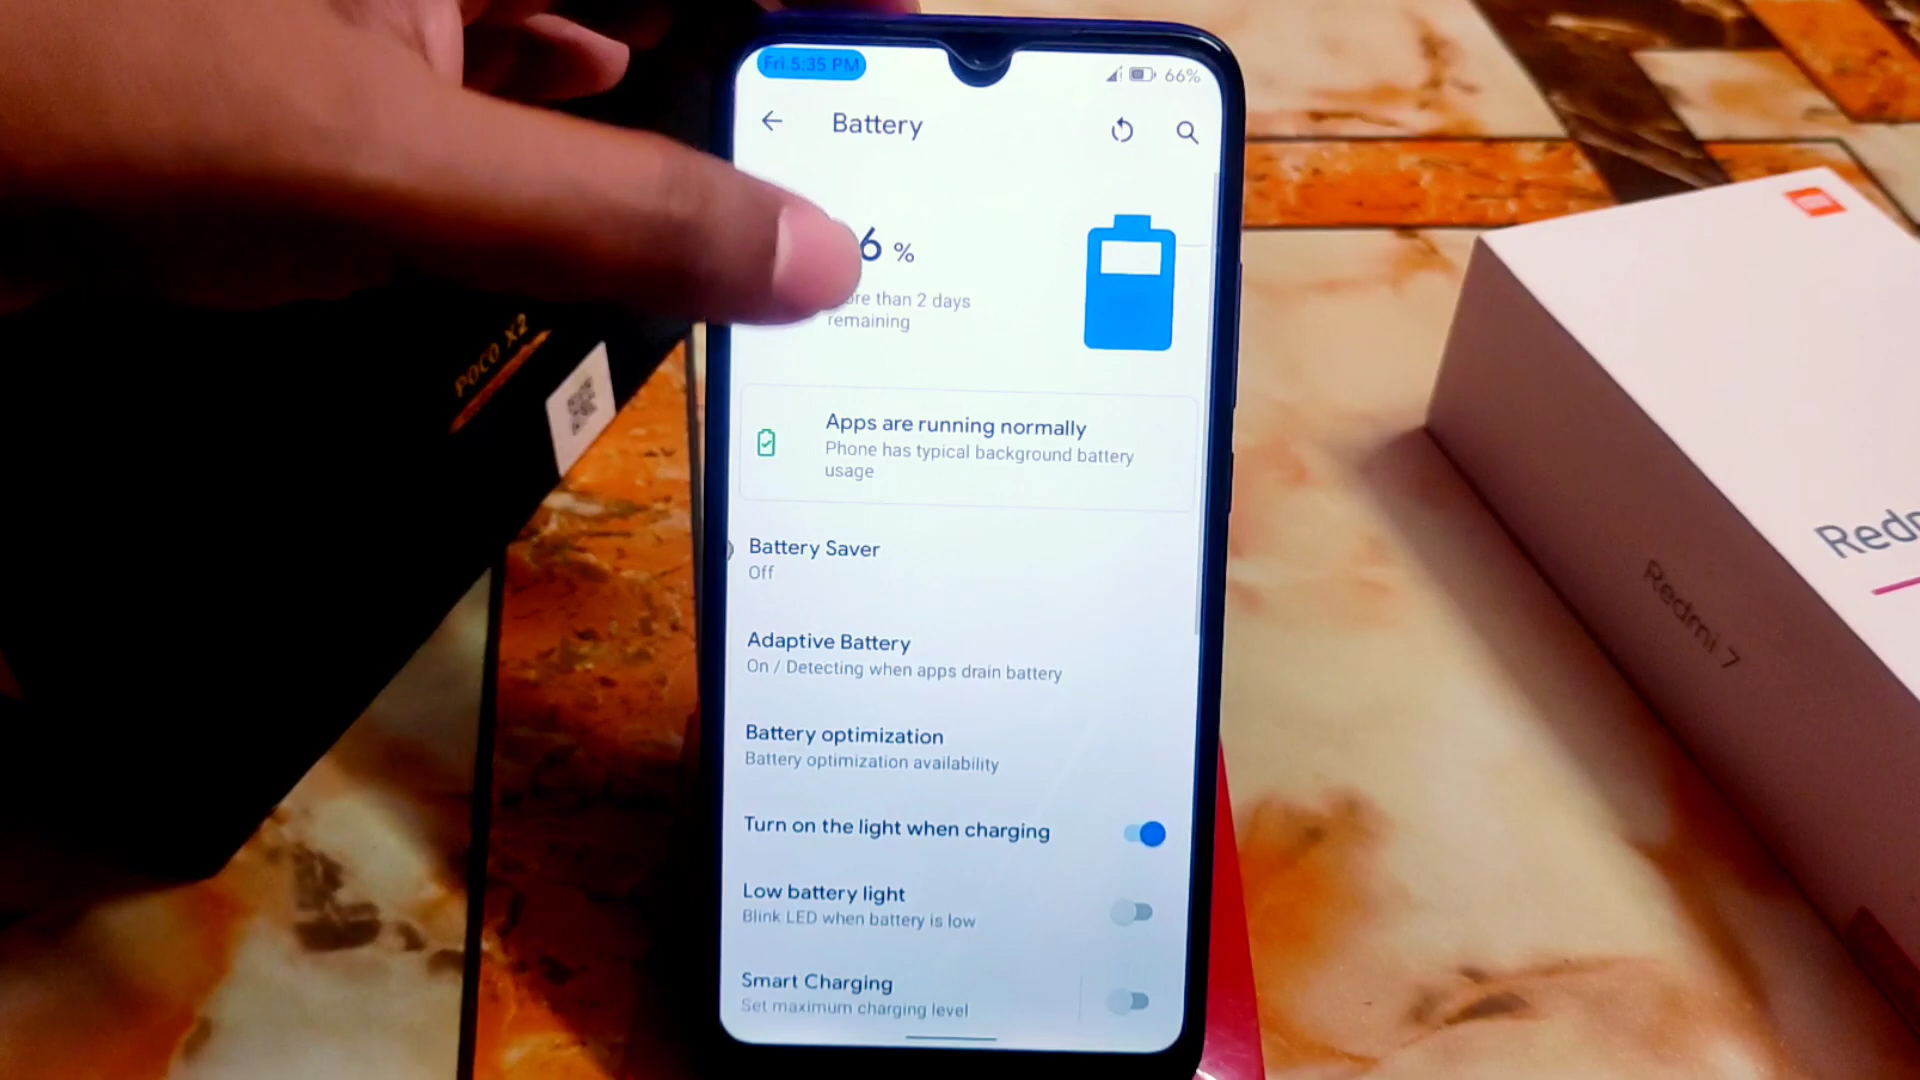 Fri 5:35 PM
66%
Battery
6 %
ore than 2 days
remaining
Apps are running normally
Phone has typical background battery
usage
Battery Saver
Off
Adaptive Battery
On / Detecting when apps drain battery
Battery optimization
Battery optimization availability
Turn on the light when charging
Low battery light
Blink LED when battery is low
Smart Charging
Set maximum charging level
POCO X2
Redmi 7
Red